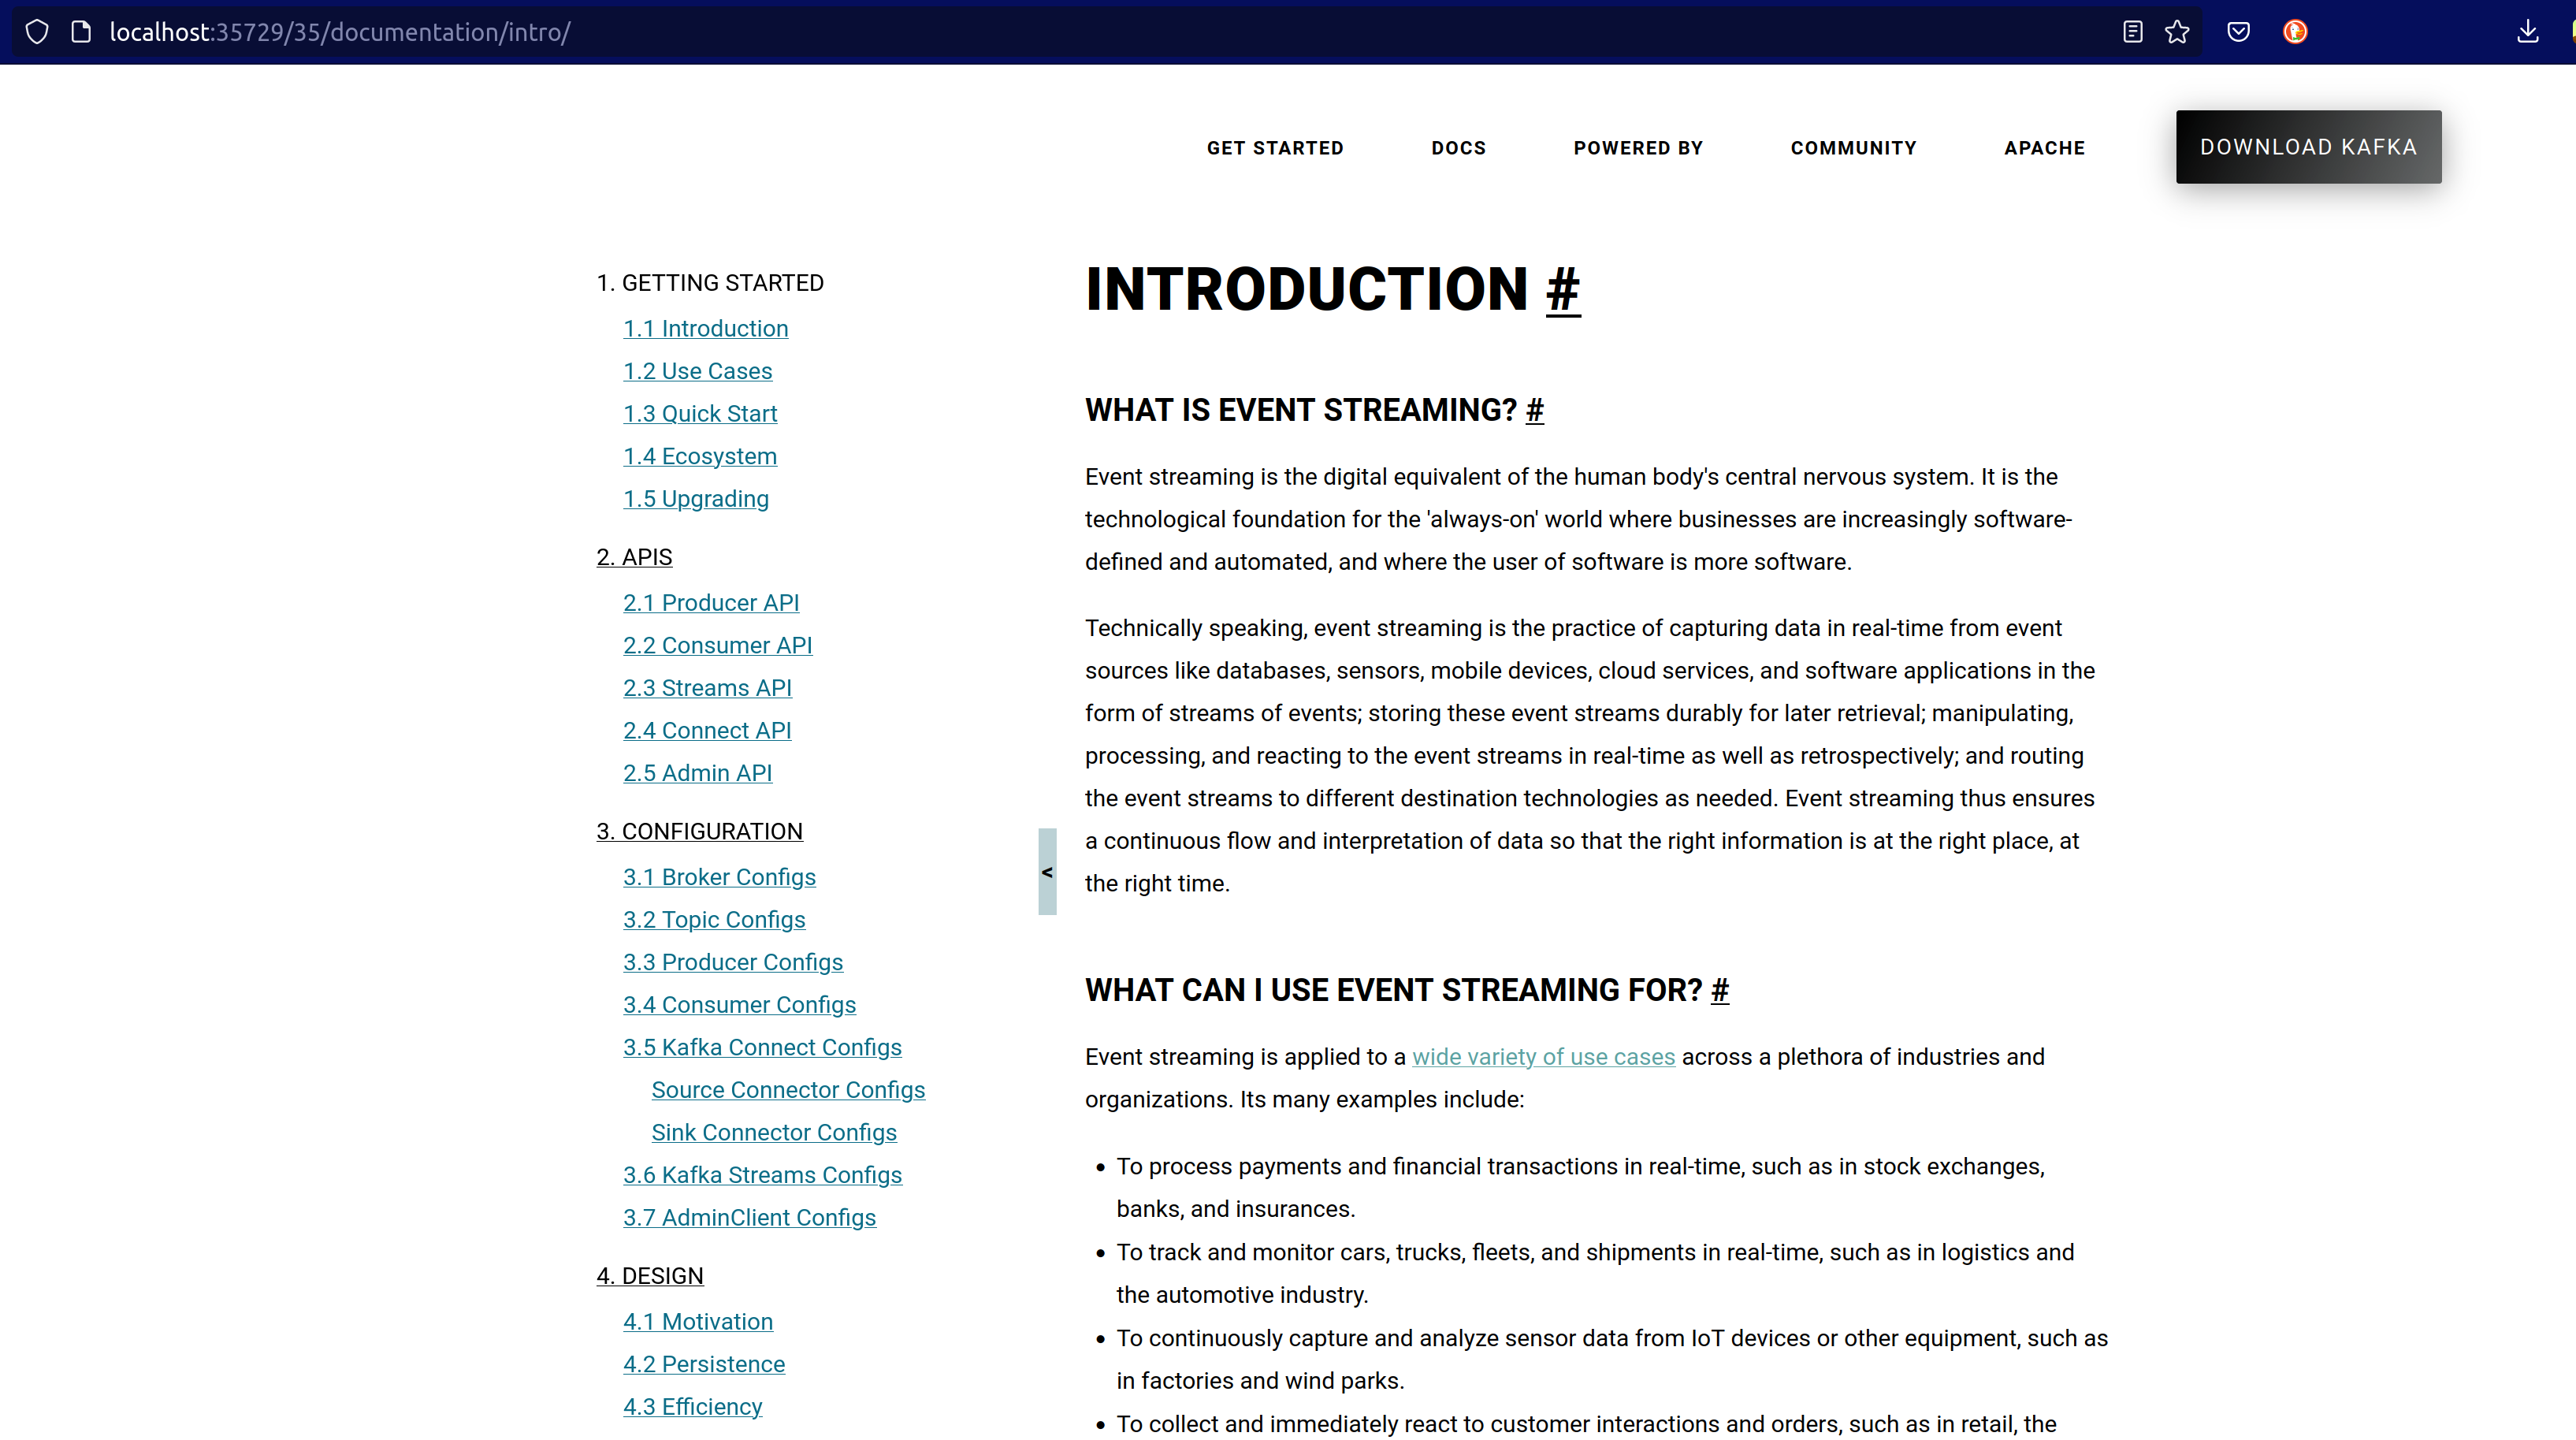 localhost:35729/35/documentation/intro/
GET STARTED
DOCS
POWERED BY
COMMUNITY
APACHE
DOWNLOAD KAFKA
1. GETTING STARTED
1.1 Introduction
1.2 Use Cases
1.3 Quick Start
1.4 Ecosystem
1.5 Upgrading
2. APIS
2.1 Producer API
2.2 Consumer API
2.3 Streams API
2.4 Connect API
2.5 Admin API
3. CONFIGURATION
3.1 Broker Configs
3.2 Topic Configs
3.3 Producer Configs
3.4 Consumer Configs
3.5 Kafka Connect Configs
Source Connector Configs
Sink Connector Configs
3.6 Kafka Streams Configs
3.7 AdminClient Configs
4. DESIGN
4.1 Motivation
4.2 Persistence
4.3 Efficiency
<
INTRODUCTION #
WHAT IS EVENT STREAMING? #
Event streaming is the digital equivalent of the human body's central nervous system. It is the
technological foundation for the 'always-on' world where businesses are increasingly software-
defined and automated, and where the user of software is more software.
Technically speaking, event streaming is the practice of capturing data in real-time from event
sources like databases, sensors, mobile devices, cloud services, and software applications in the
form of streams of events; storing these event streams durably for later retrieval; manipulating,
processing, and reacting to the event streams in real-time as well as retrospectively; and routing
the event streams to different destination technologies as needed. Event streaming thus ensures
a continuous flow and interpretation of data so that the right information is at the right place, at
the right time.
WHAT CAN I USE EVENT STREAMING FOR? #
Event streaming is applied to a wide variety of use cases across a plethora of industries and
organizations. Its many examples include:
• To process payments and financial transactions in real-time, such as in stock exchanges,
banks, and insurances.
• To track and monitor cars, trucks, fleets, and shipments in real-time, such as in logistics and
the automotive industry.
• To continuously capture and analyze sensor data from IoT devices or other equipment, such as
in factories and wind parks.
• To collect and immediately react to customer interactions and orders, such as in retail, the